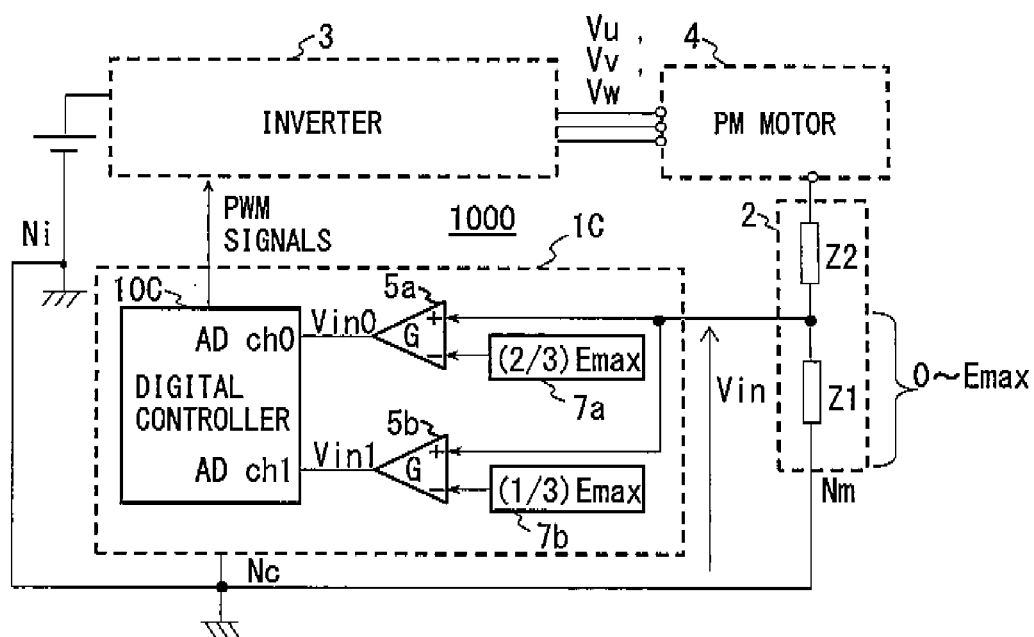 3
Vu ,
Vv ,
Vw
4
INVERTER
PM MOTOR
PWM
SIGNALS
1000
Ni
1C
2
Z2
10C
5a
AD ch0
Vin0
G
+
−
(2/3) Emax
7a
Vin
Z1
0～Emax
DIGITAL
CONTROLLER
5b
AD ch1
Vin1
G
+
−
(1/3) Emax
7b
Nm
Nc